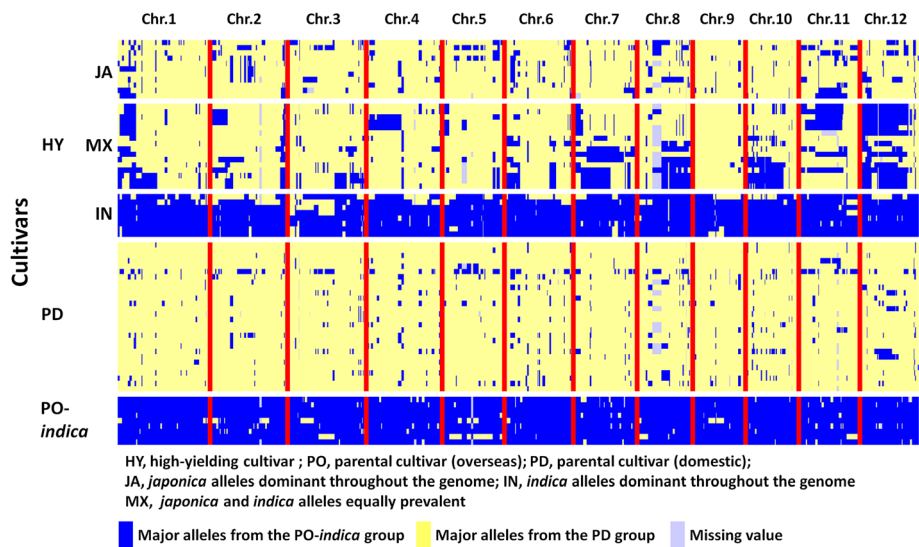 Chr.1 Chr.2 Chr.3 Chr.4 Chr.5 Chr.6 Chr.7 Chr.8 Chr.9 Chr.10 Chr.11 Chr.12
Cultivars
JA
HY MX
IN
PD
PO-
indica
HY, high-yielding cultivar ; PO, parental cultivar (overseas); PD, parental cultivar (domestic);
JA, japonica alleles dominant throughout the genome; IN, indica alleles dominant throughout the genome
MX, japonica and indica alleles equally prevalent
Major alleles from the PO-indica group Major alleles from the PD group Missing value